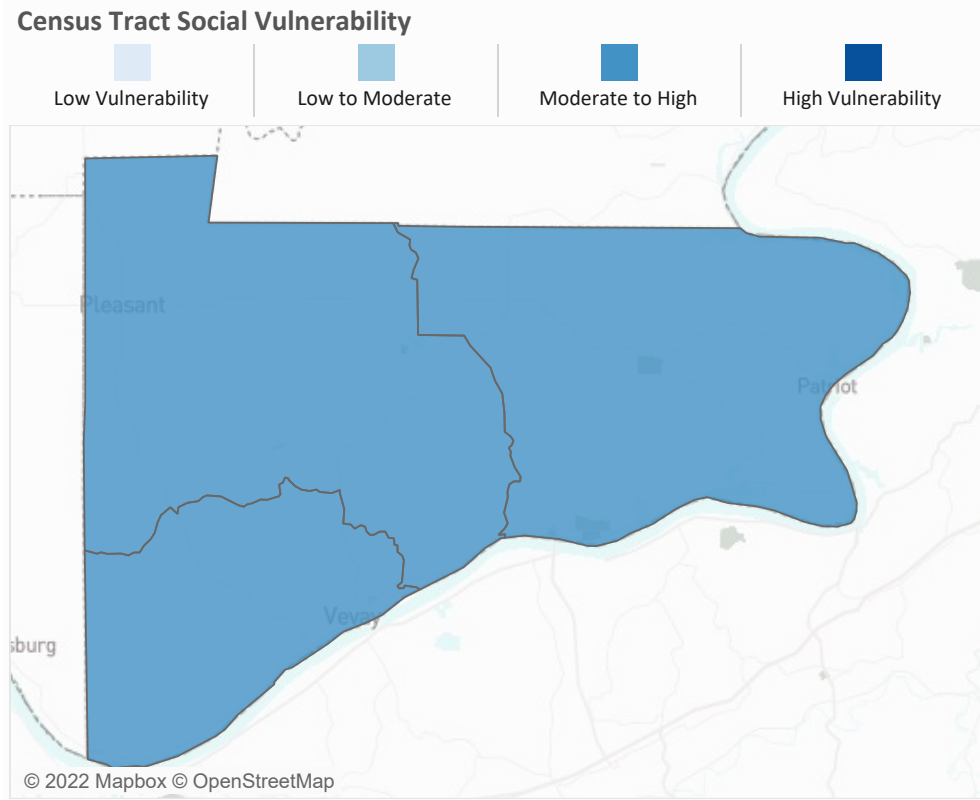 Census Tract Social Vulnerability
Low Vulnerability
Low to Moderate
Moderate to High
High Vulnerability
Pleasant
Patriot
Vevay
sburg
© 2022 Mapbox © OpenStreetMap